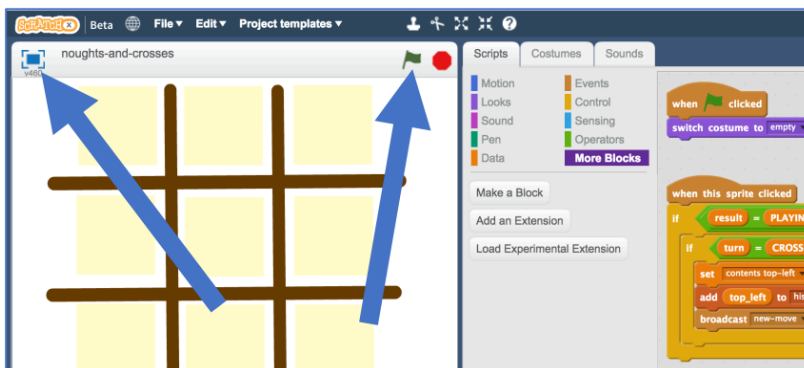 SCRATCHX Beta File▼ Edit▼ Project templates▼
noughts-and-crosses
v460
Scripts Costumes Sounds
Motion Events
Looks Control
Sound Sensing
Pen Operators
Data More Blocks
Make a Block
Add an Extension
Load Experimental Extension
when clicked
switch costume to empty
when this sprite clicked
if result = PLAYIN
if turn = CROSS
set contents top-left
add top_left to his
broadcast new-move